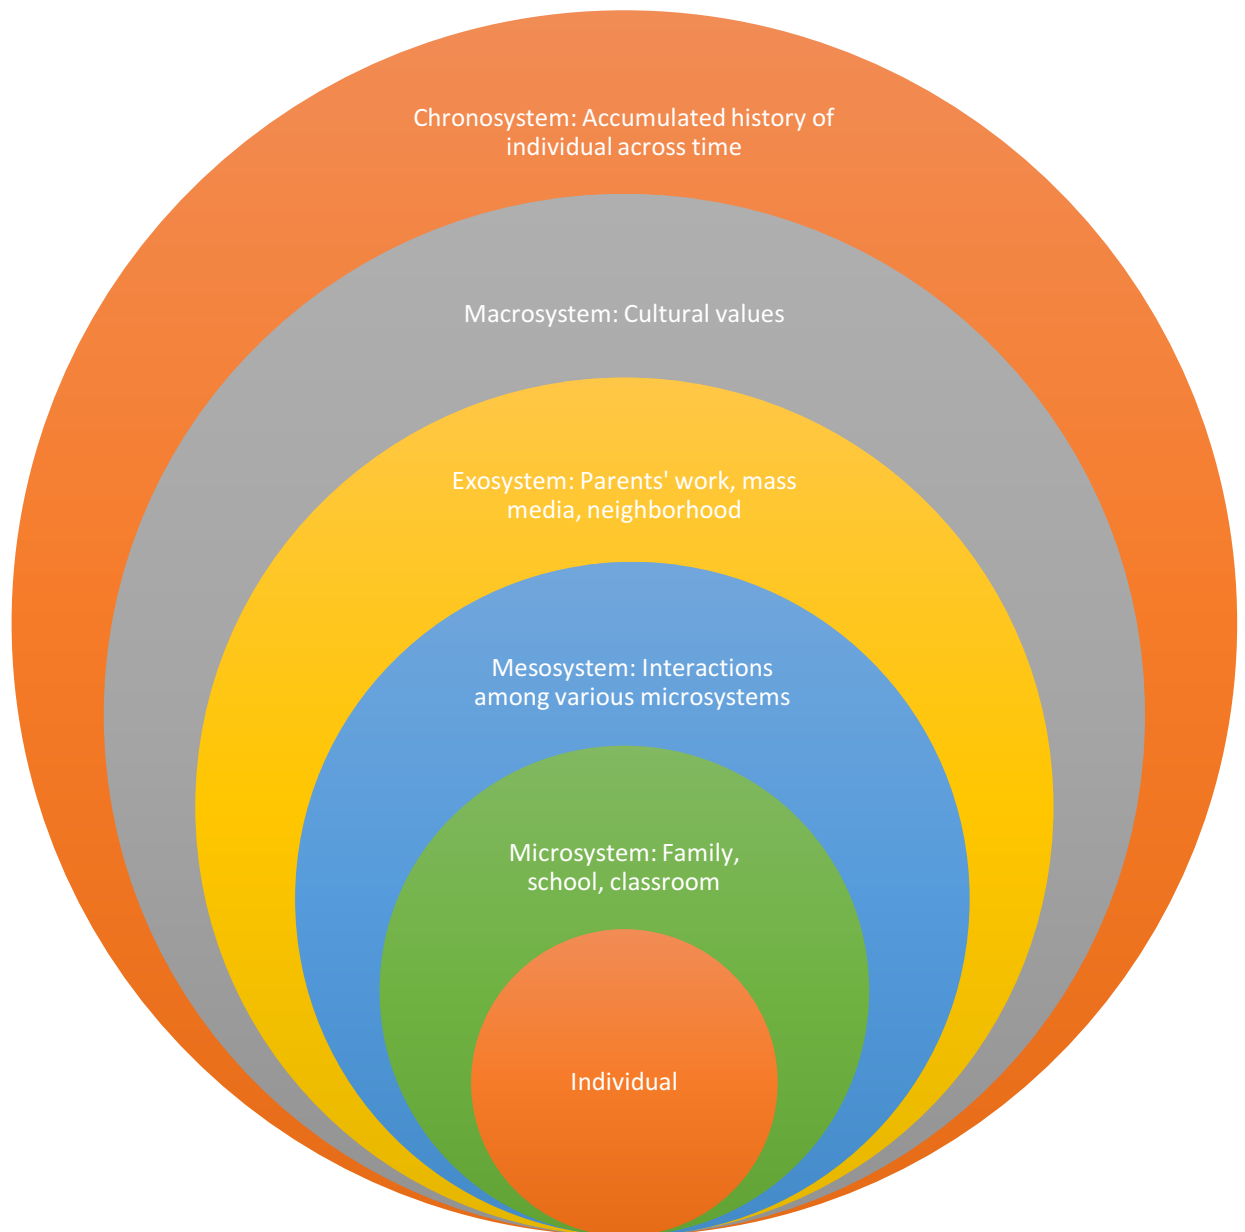 Chronosystem: Accumulated history of
individual across time
Macrosystem: Cultural values
Exosystem: Parents' work, mass
media, neighborhood
Mesosystem: Interactions
among various microsystems
Microsystem: Family,
school, classroom
Individual